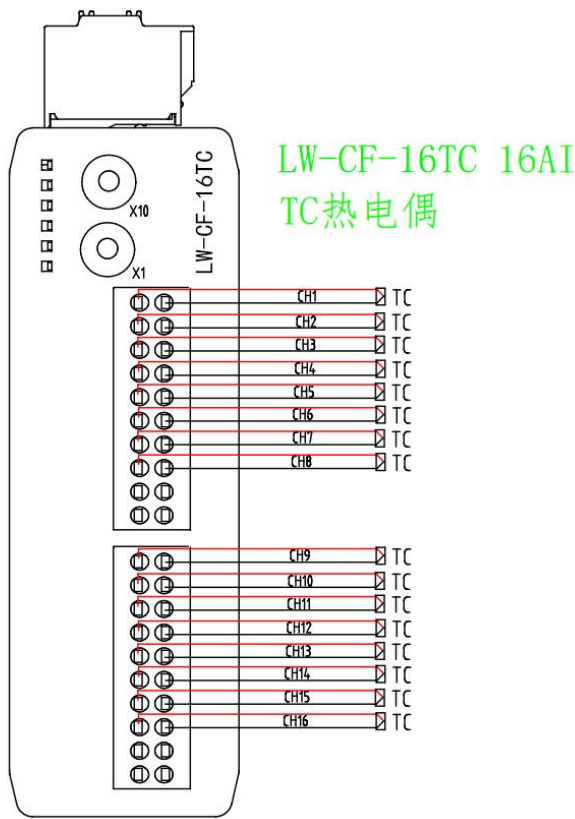 LW-CF-16TC 16AI
TC热电偶
LW-CF-16TC
X10
X1
CH1 TC
CH2 TC
CH3 TC
CH4 TC
CH5 TC
CH6 TC
CH7 TC
CH8 TC
CH9 TC
CH10 TC
CH11 TC
CH12 TC
CH13 TC
CH14 TC
CH15 TC
CH16 TC